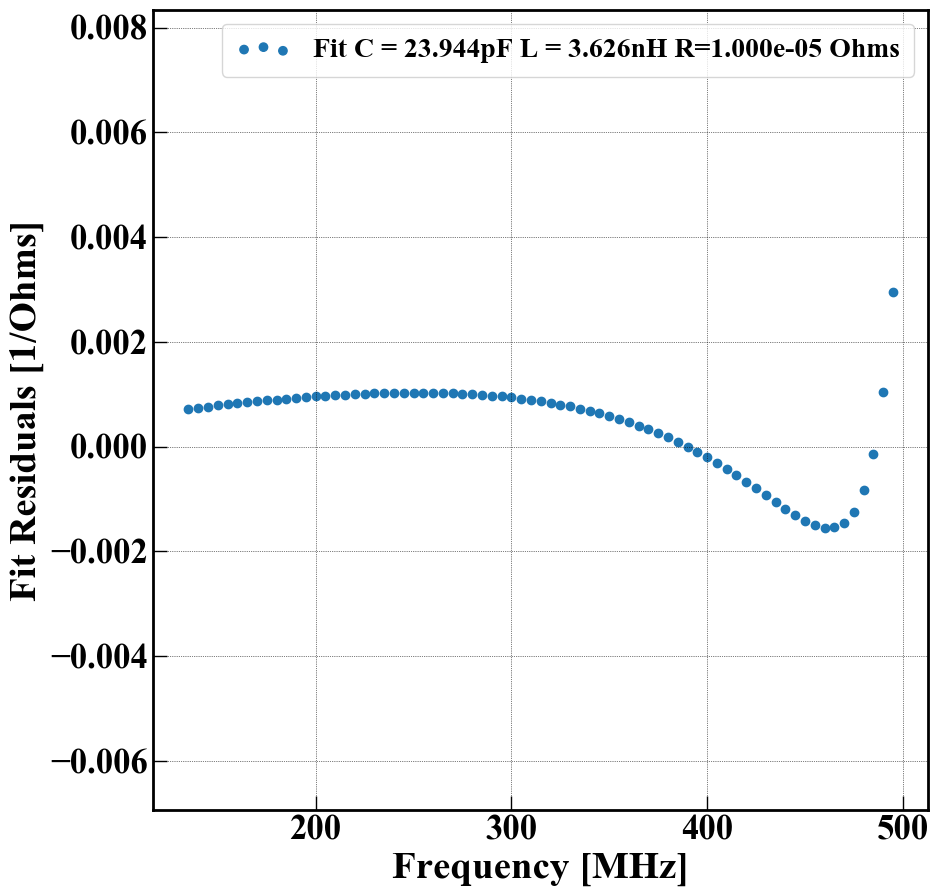 Fit C = 23.944pF L = 3.626nH R=1.000e-05 Ohms
0.008
0.006
0.004
0.002
0.000
−0.002
−0.004
−0.006
Fit Residuals [1/Ohms]
200 300 400 500
Frequency [MHz]